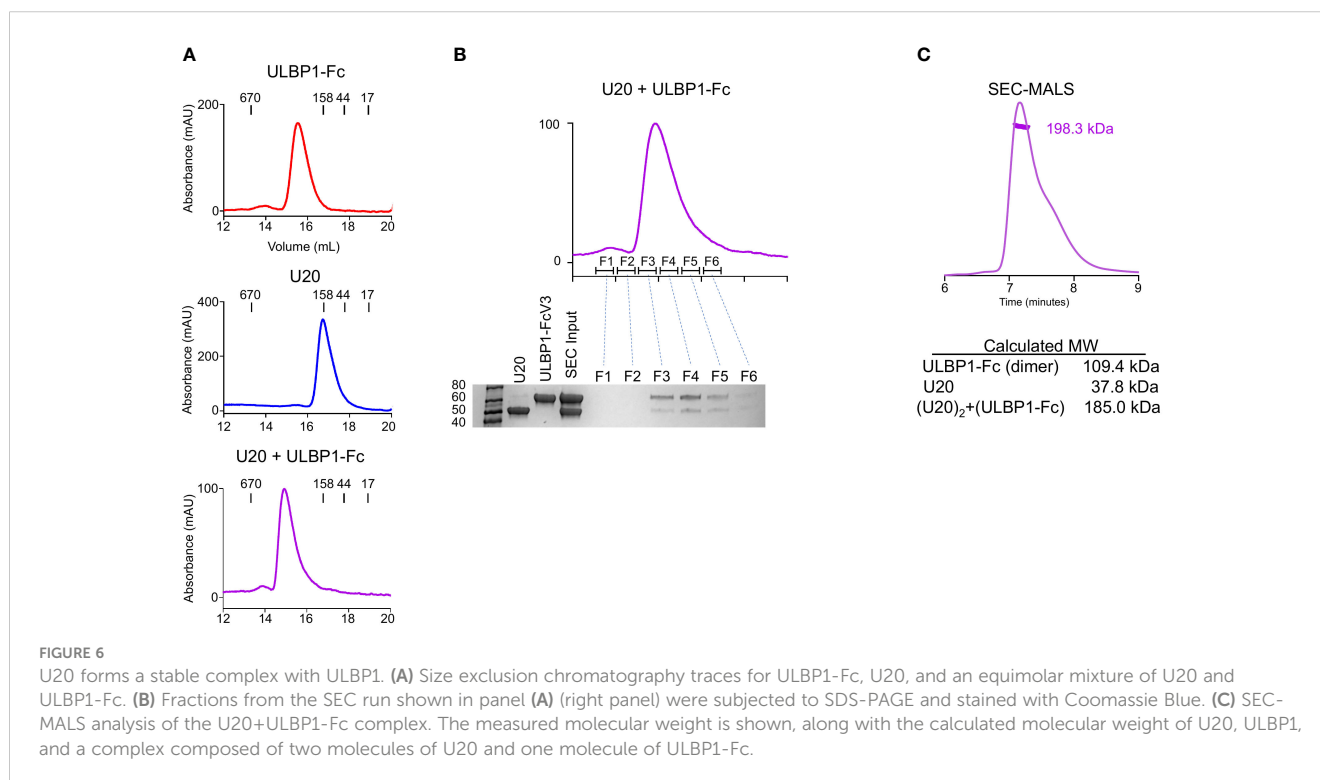 A
ULBP1-Fc
670 158 44 17
200
0
Absorbance (mAU)
12 14 16 18 20
Volume (mL)
U20
670 158 44 17
400
200
0
Absorbance (mAU)
12 14 16 18 20
U20 + ULBP1-Fc
670 158 44 17
100
0
Absorbance (mAU)
12 14 16 18 20
B
U20 + ULBP1-Fc
100
0
F1 F2 F3 F4 F5 F6
U20
ULBP1-FcV3
SEC Input
F1 F2 F3 F4 F5 F6
80
60
50
40
C
SEC-MALS
198.3 kDa
6 7 8 9
Time (minutes)
Calculated MW
ULBP1-Fc (dimer) 109.4 kDa
U20 37.8 kDa
(U20)₂+(ULBP1-Fc) 185.0 kDa
FIGURE 6
U20 forms a stable complex with ULBP1. (A) Size exclusion chromatography traces for ULBP1-Fc, U20, and an equimolar mixture of U20 and
ULBP1-Fc. (B) Fractions from the SEC run shown in panel (A) (right panel) were subjected to SDS-PAGE and stained with Coomassie Blue. (C) SEC-
MALS analysis of the U20+ULBP1-Fc complex. The measured molecular weight is shown, along with the calculated molecular weight of U20, ULBP1,
and a complex composed of two molecules of U20 and one molecule of ULBP1-Fc.